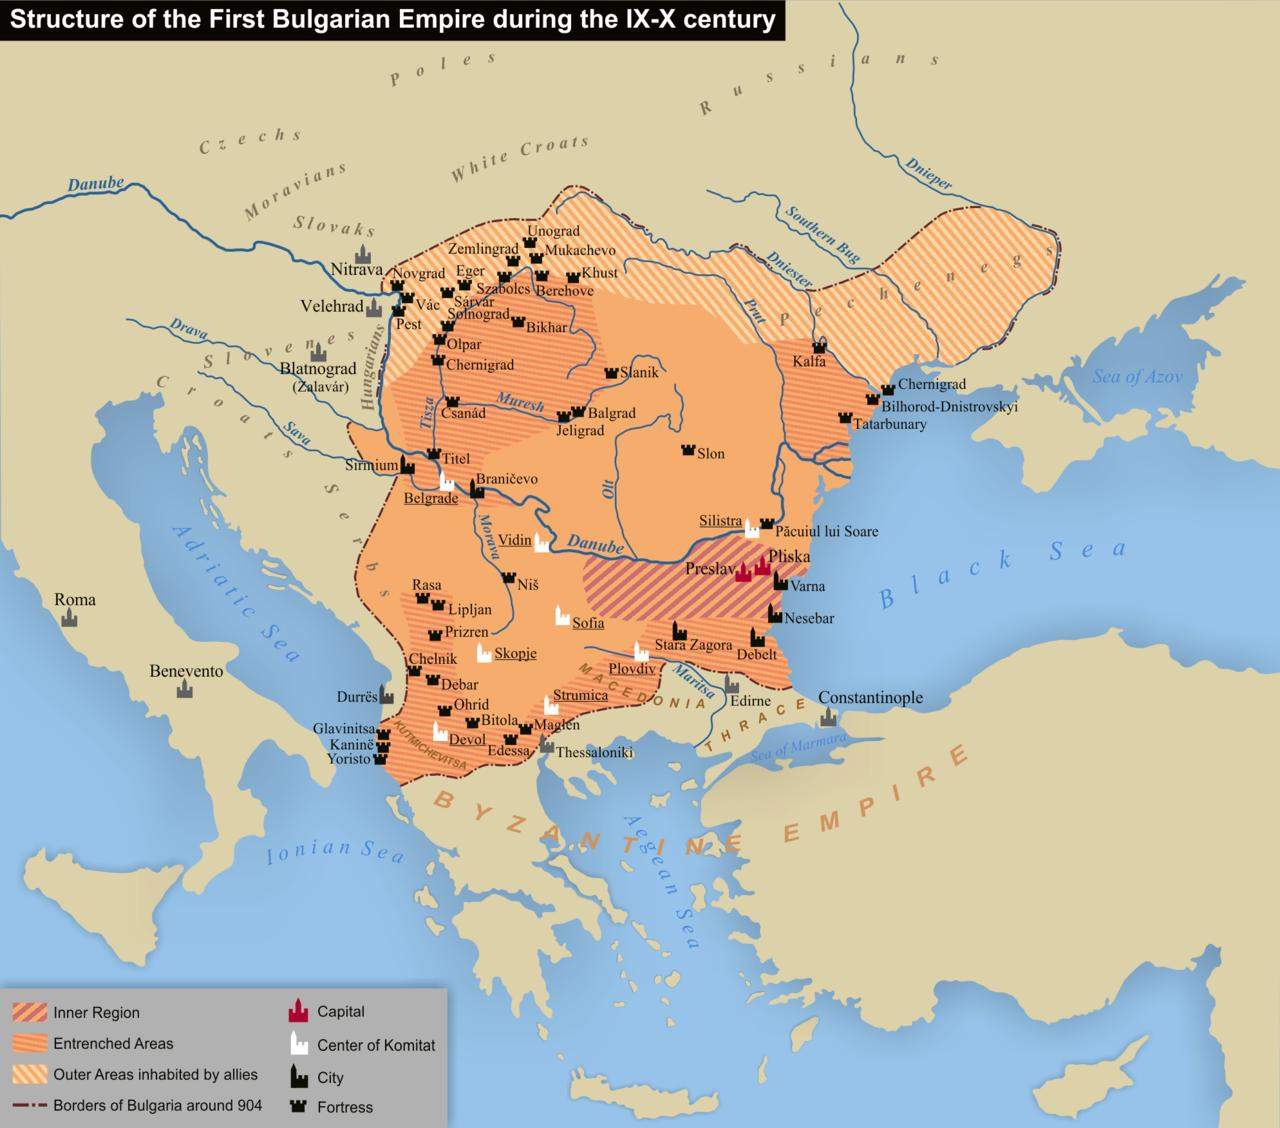 Structure of the First Bulgarian Empire during the IX-X century
Poles
Russians
Czechs
White Croats
Moravians
Danube
Dnieper
Slovaks
Southern Bug
Unograd
Zemlingrad
Mukachevo
Nitrava
Novgrad
Eger
Khust
Dniester
Pechenegs
Szabolcs
Berehove
Velehrad
Vác
Sárvár
Solnograd
Prut
Pest
Bikhar
Drava
Slovenes
Olpar
Kalfa
Blatnograd
(Zalavár)
Hungarians
Chernigrad
Slanik
Sea of Azov
Croats
Chernigrad
Csanád
Muresh
Balgrad
Bilhorod-Dnistrovskyi
Tisza
Jeligrad
Tatarbunary
Sava
Titel
Slon
Sirmium
Braničevo
Belgrade
Olt
Serbs
Silistra
Păcuiul lui Soare
Morava
Vidin
Danube
Black Sea
Adriatic Sea
Preslav
Pliska
Rasa
Niš
Varna
Roma
Lipljan
Sofia
Nesebar
Prizren
Skopje
Stara Zagora
Debelt
Chelnik
Plovdiv
Benevento
Debar
MACEDONIA
Maritsa
Durrës
Strumica
Edirne
Constantinople
Ohrid
THRACE
Glavinitsa
Bitola
Maglen
Kaninë
KUTMICHEVITSA
Devol
Edessa
Thessaloniki
Sea of Marmara
Yoristo
BYZANTINE EMPIRE
Ionian Sea
Aegean Sea
Inner Region
Capital
Entrenched Areas
Center of Komitat
Outer Areas inhabited by allies
City
Borders of Bulgaria around 904
Fortress